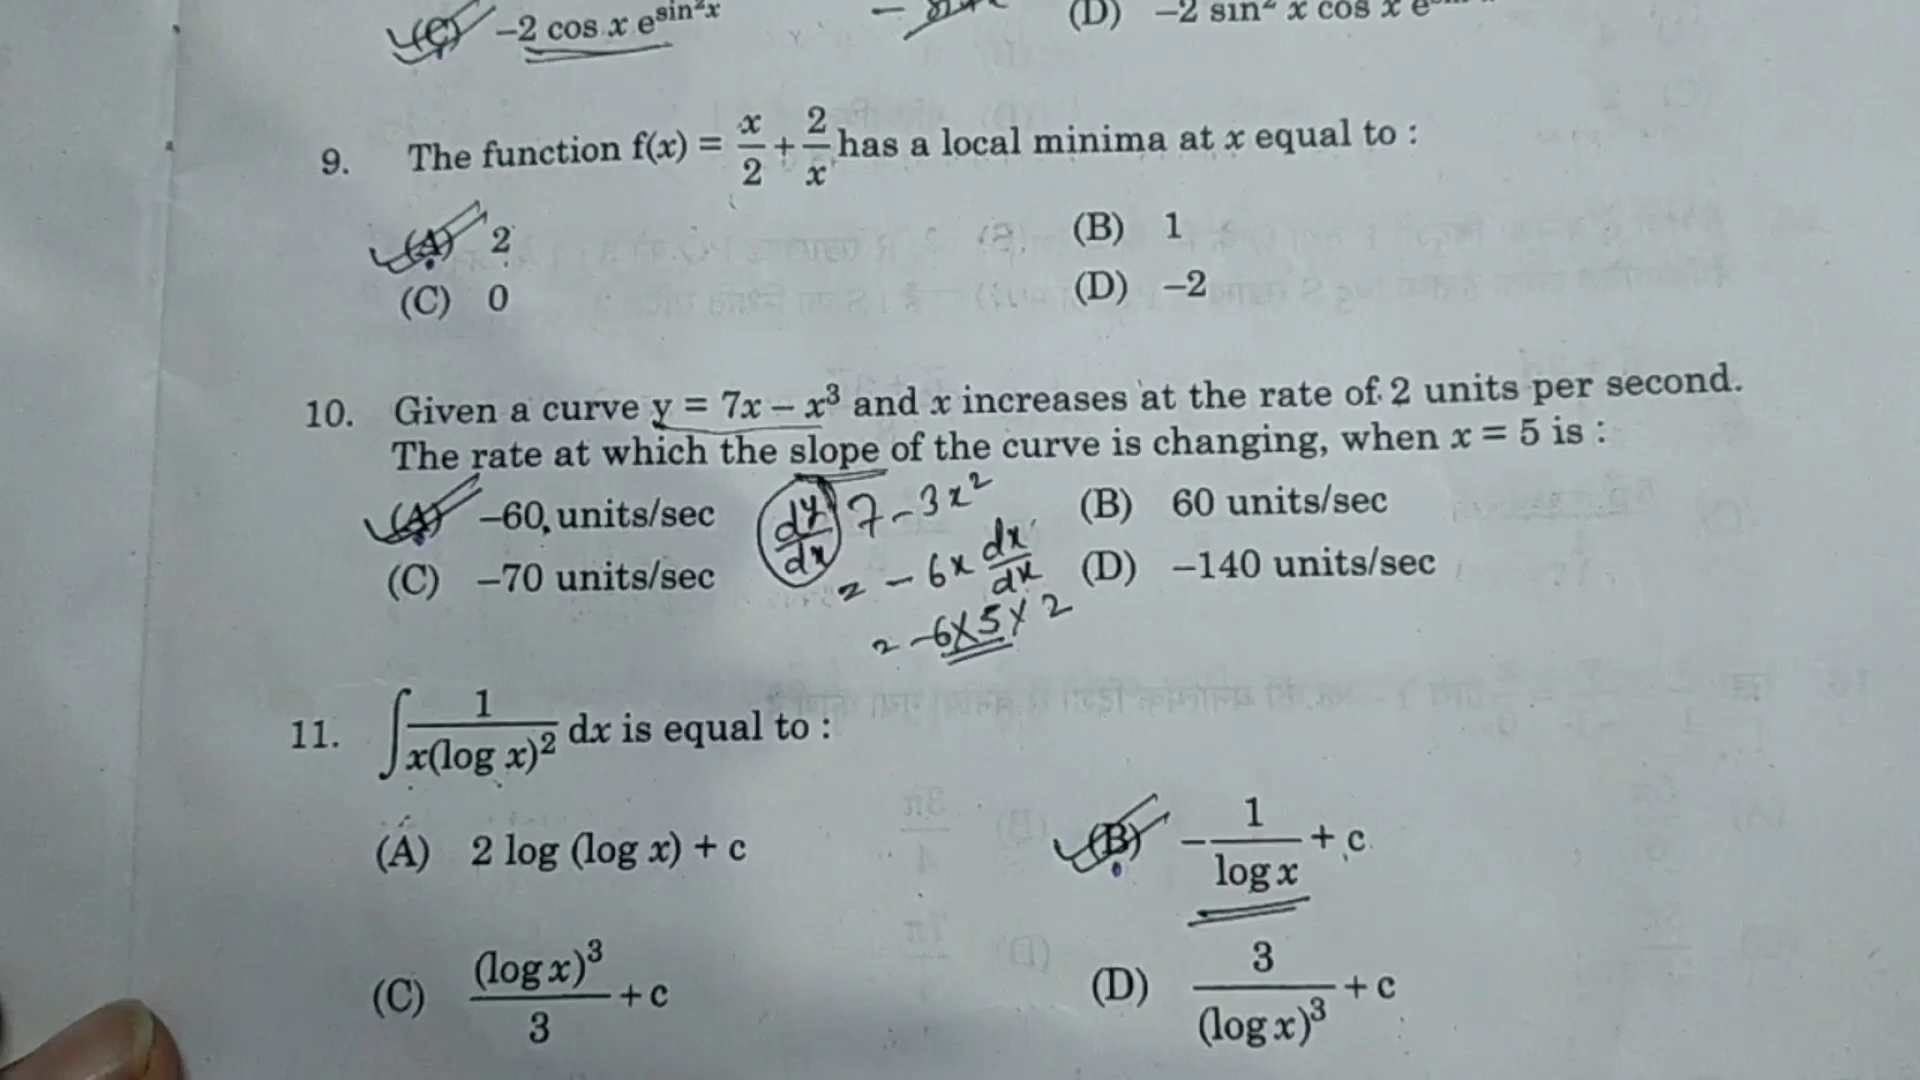 (C) -2 cos x e^sin²x (D) -2 sin² x cos x e
9. The function f(x) = x/2 + 2/x has a local minima at x equal to :
(A) 2 (B) 1
(C) 0 (D) -2
10. Given a curve y = 7x – x³ and x increases at the rate of 2 units per second.
The rate at which the slope of the curve is changing, when x = 5 is :
(A) -60 units/sec (B) 60 units/sec
(C) -70 units/sec (D) -140 units/sec
dy/dx 7 - 3x²
= - 6x dx/dx
= -6×5×2
11. ∫ 1/x(log x)² dx is equal to :
(A) 2 log (log x) + c (B) - 1/log x + c
(C) (log x)³/3 + c (D) 3/(log x)³ + c